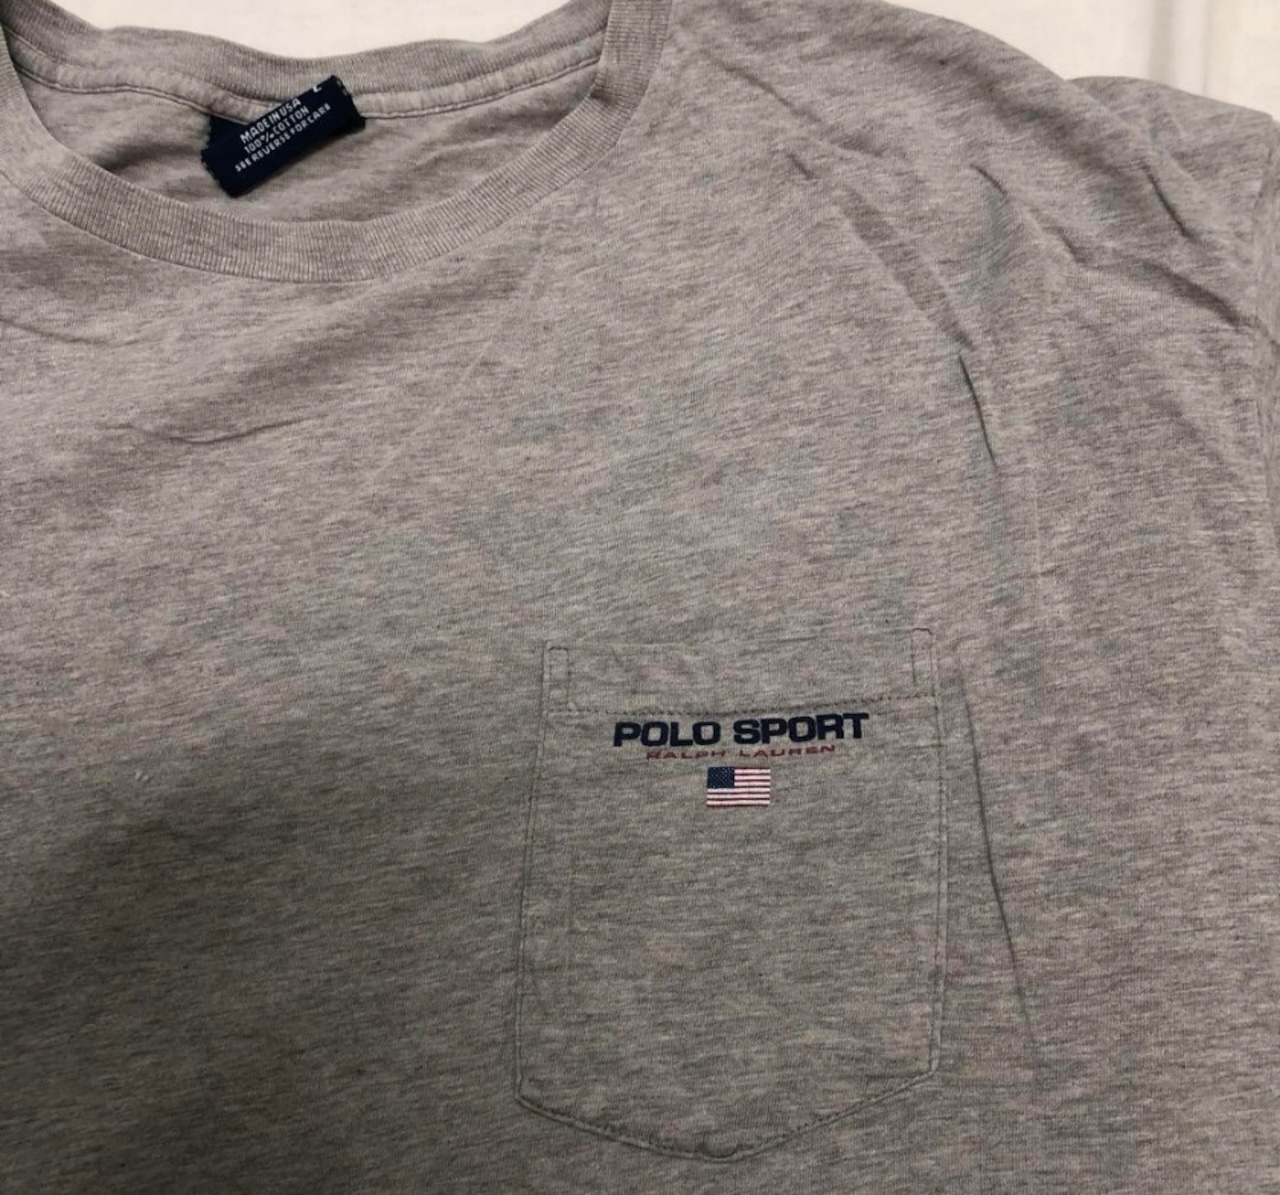 L
MADE IN USA
100% COTTON
SEE REVERSE FOR CARE
POLO SPORT
RALPH LAUREN